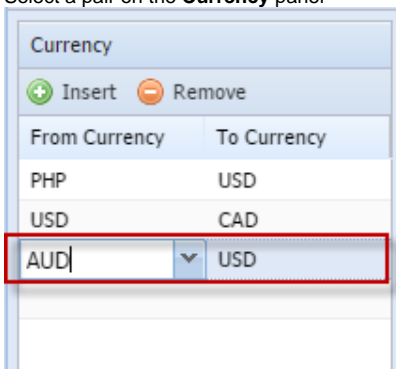 Select a pair on the Currency panel
Currency
Insert Remove
From Currency To Currency
PHP USD
USD CAD
AUD USD